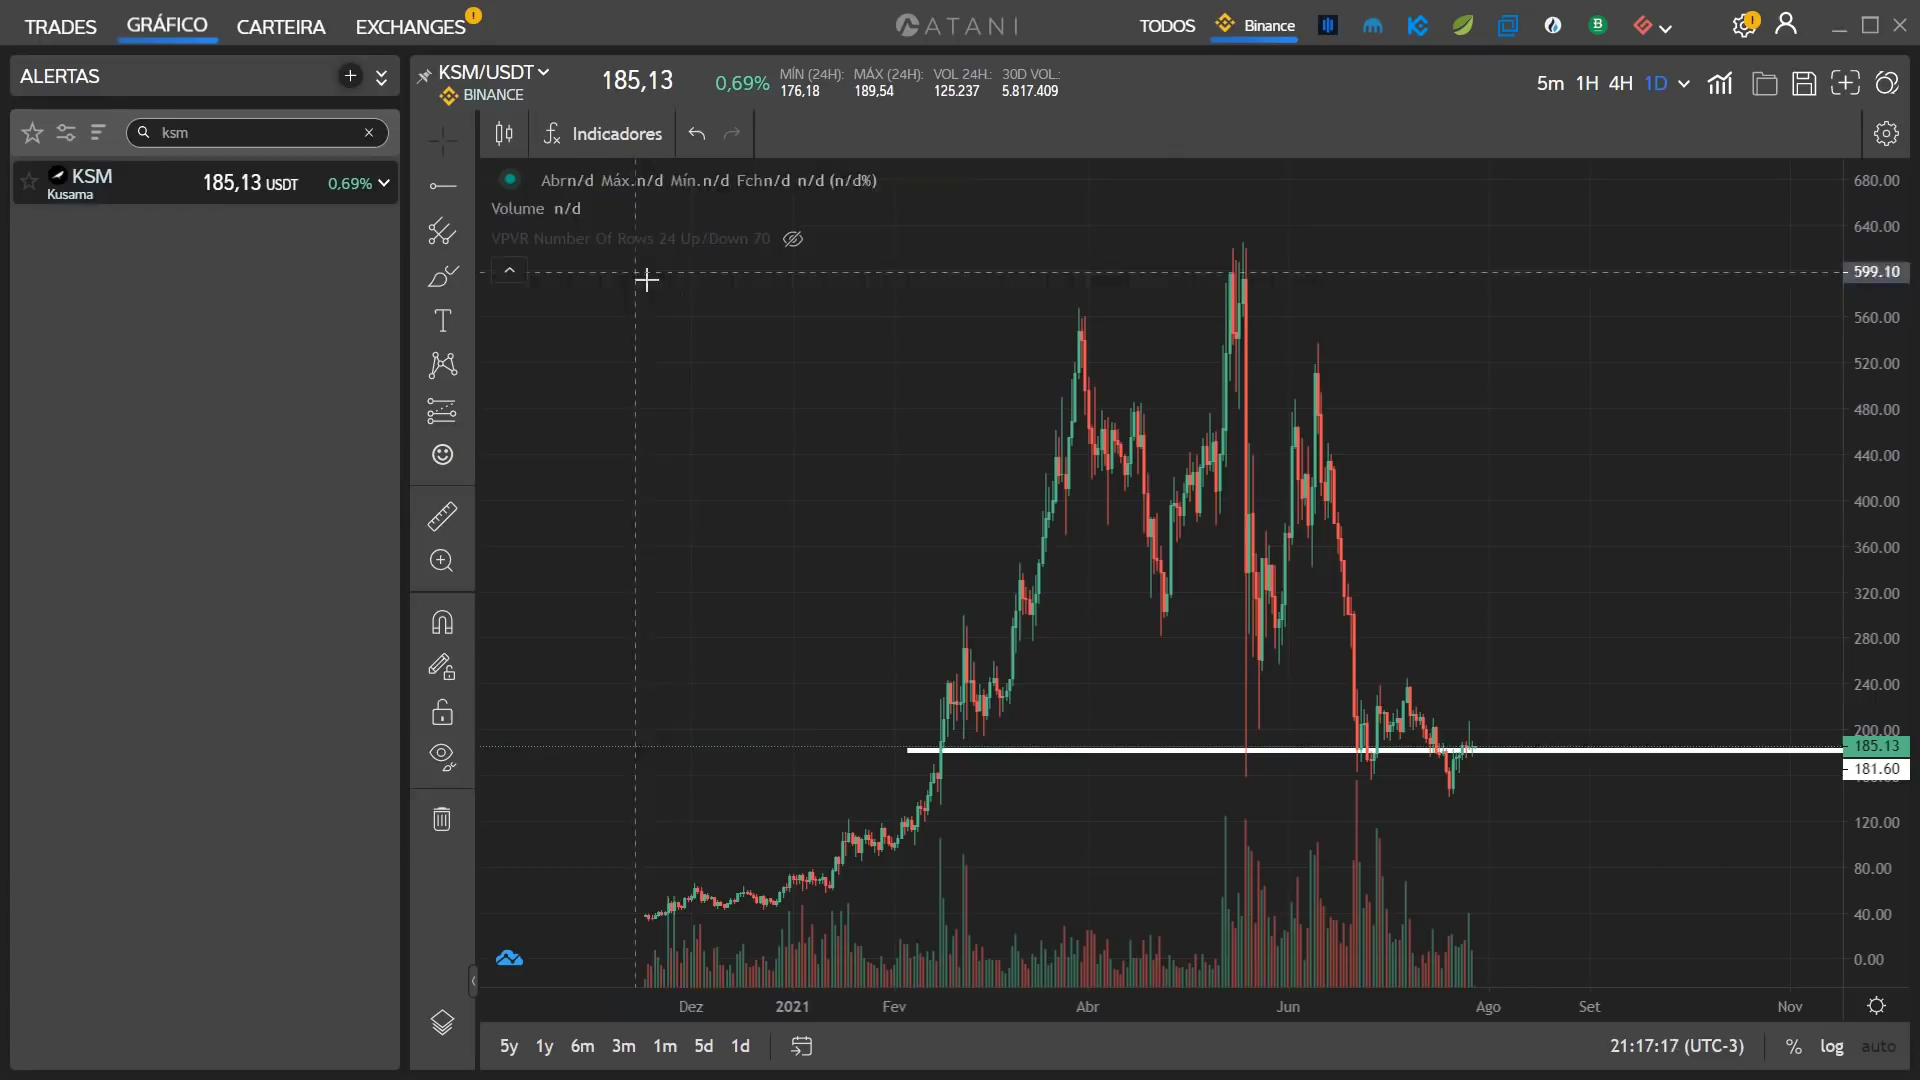 TRADES GRÁFICO CARTEIRA EXCHANGES !
ATANI
TODOS Binance
ALERTAS
ksm
KSM 185,13 USDT 0,69%
Kusama
KSM/USDT
BINANCE
185,13 0,69%
MÍN (24H): MÁX (24H): VOL 24H.: 30D VOL.:
176,18 189,54 125.237 5.817.409
5m 1H 4H 1D
Indicadores
Abrn/d Máx.n/d Mín.n/d Fchn/d n/d (n/d%)
Volume n/d
VPVR Number Of Rows 24 Up/Down 70
680.00
640.00
599.10
560.00
520.00
480.00
440.00
400.00
360.00
320.00
280.00
240.00
200.00
185.13
181.60
120.00
80.00
40.00
0.00
Dez 2021 Fev Abr Jun Ago Set Nov
5y 1y 6m 3m 1m 5d 1d
21:17:17 (UTC-3) % log auto